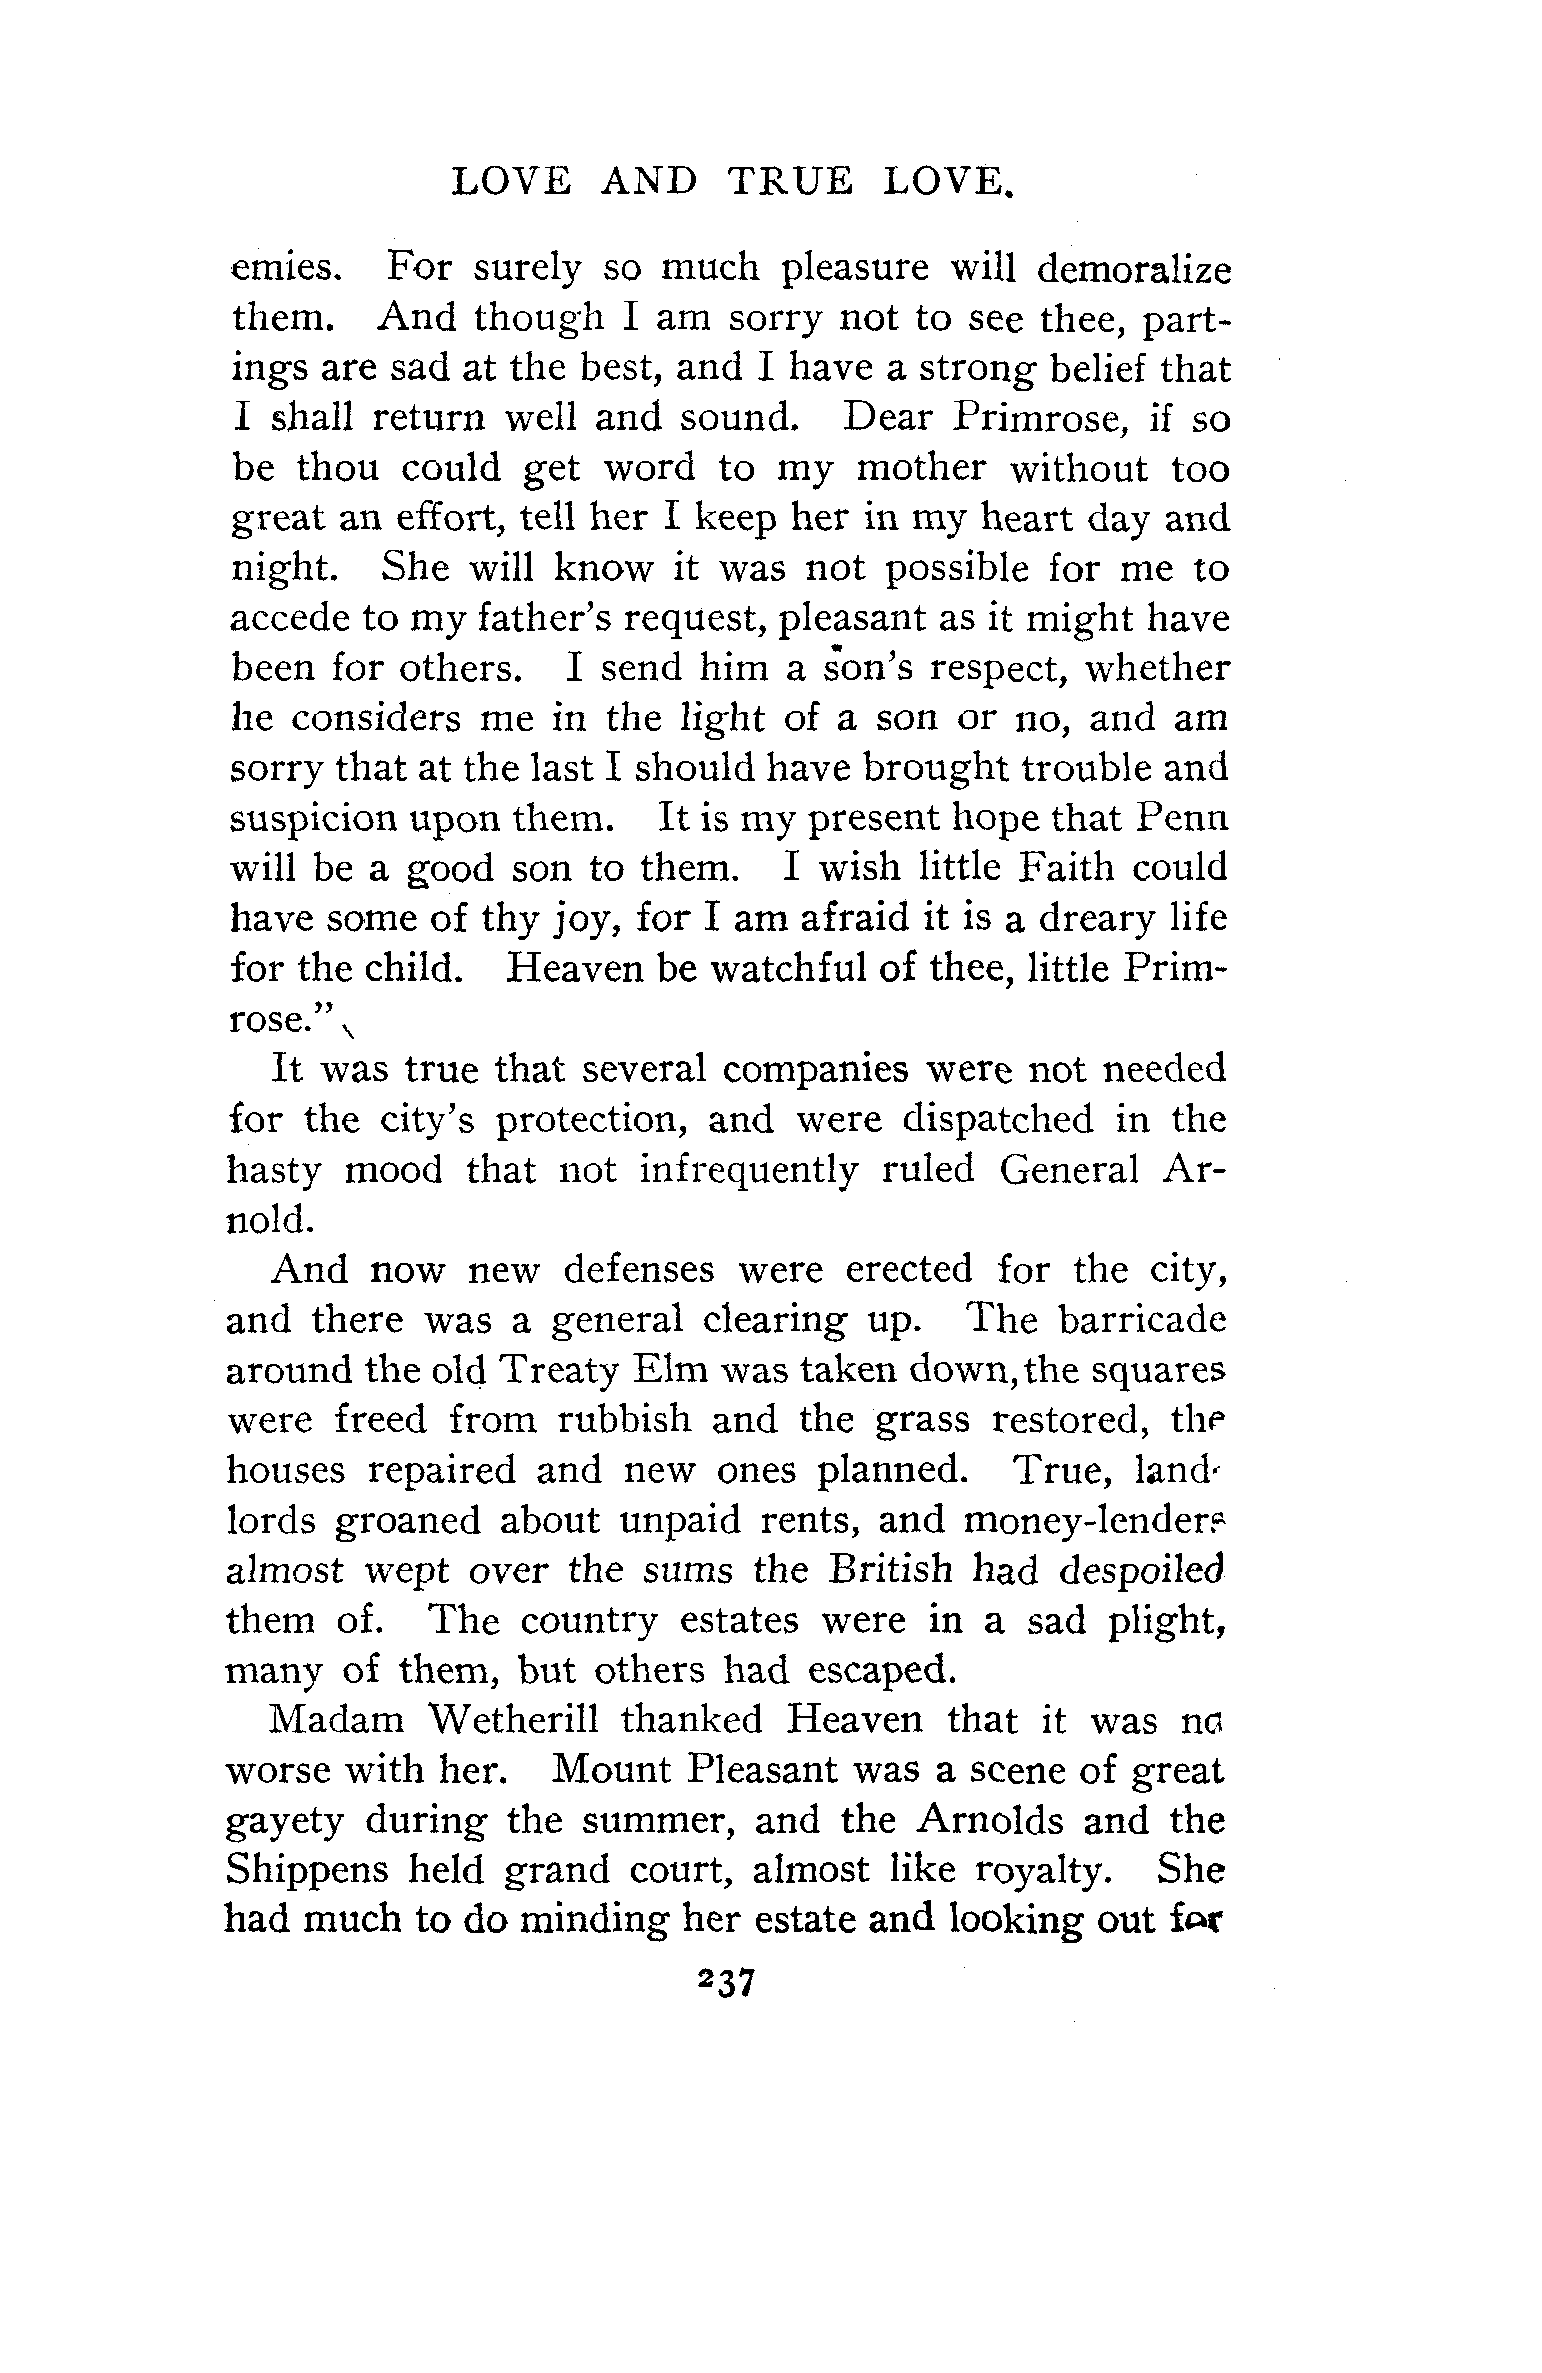 LOVE AND TRUE LOVE.
emies. For surely so much pleasure will demoralize
them. And though I am sorry not to see thee, part-
ings are sad at the best, and I have a strong belief that
I shall return well and sound. Dear Primrose, if so
be thou could get word to my mother without too
great an effort, tell her I keep her in my heart day and
night. She will know it was not possible for me to
accede to my father's request, pleasant as it might have
been for others. I send him a son's respect, whether
he considers me in the light of a son or no, and am
sorry that at the last I should have brought trouble and
suspicion upon them. It is my present hope that Penn
will be a good son to them. I wish little Faith could
have some of thy joy, for I am afraid it is a dreary life
for the child. Heaven be watchful of thee, little Prim-
rose."
It was true that several companies were not needed
for the city's protection, and were dispatched in the
hasty mood that not infrequently ruled General Ar-
nold.
And now new defenses were erected for the city,
and there was a general clearing up. The barricade
around the old Treaty Elm was taken down, the squares
were freed from rubbish and the grass restored, the
houses repaired and new ones planned. True, land-
lords groaned about unpaid rents, and money-lenders
almost wept over the sums the British had despoiled
them of. The country estates were in a sad plight,
many of them, but others had escaped.
Madam Wetherill thanked Heaven that it was no
worse with her. Mount Pleasant was a scene of great
gayety during the summer, and the Arnolds and the
Shippens held grand court, almost like royalty. She
had much to do minding her estate and looking out for
237